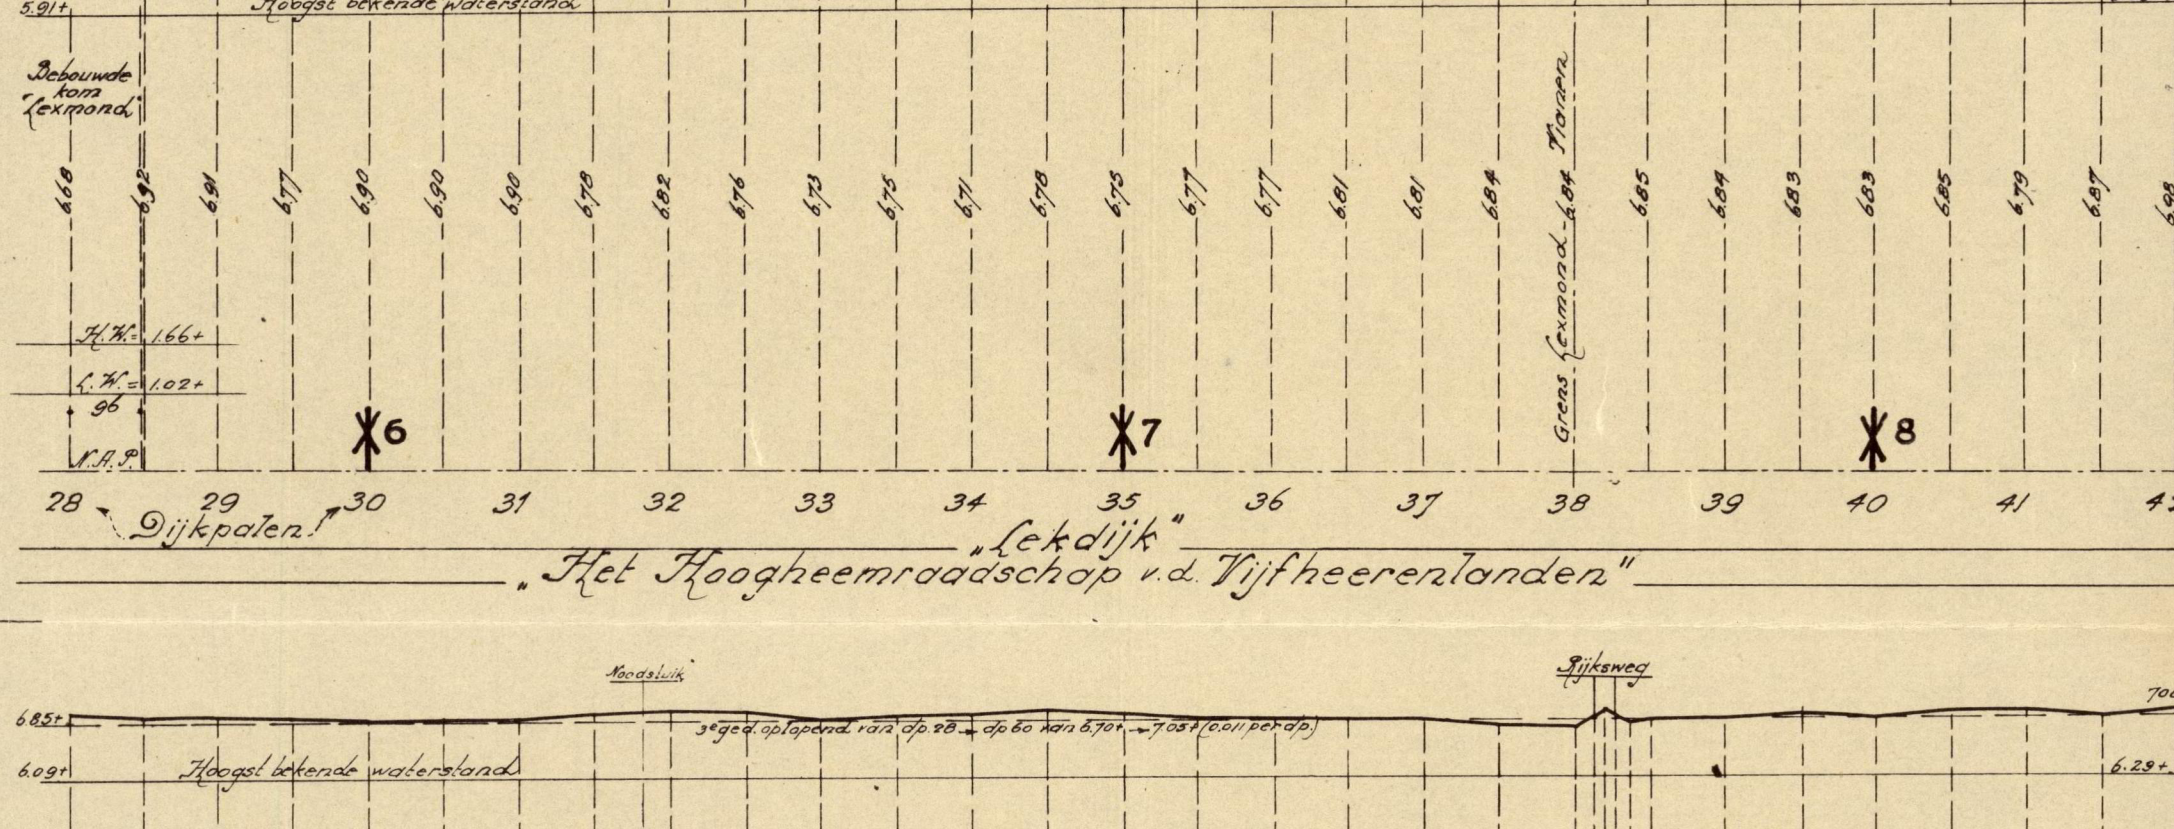 5.91+ Hoogst bekende waterstand
Bebouwde
kom
"Lexmond"
6.68 6.92 6.91 6.77 6.90 6.90 6.90 6.78 6.82 6.76 6.73 6.75 6.71 6.78 6.75 6.77 6.77 6.81 6.81 6.84 6.84 6.85 6.84 6.83 6.83 6.85 6.79 6.87 6.98
Grens Lexmond - Vianen
H.W.= 1.66+
L.W.= 1.02+
96
6 7 8
N.A.P.
28 29 30 31 32 33 34 35 36 37 38 39 40 41
Dijkpalen
„Lekdijk"
„Het Hoogheemraadschap v.d. Vijfheerenlanden"
Noodsluik
Rijksweg
6.85+
3e ged. oplopend van dp. 28 → dp 60 van 6.70+ → 7.05+ (0.011 per dp.)
6.09+ Hoogst bekende waterstand 6.29+